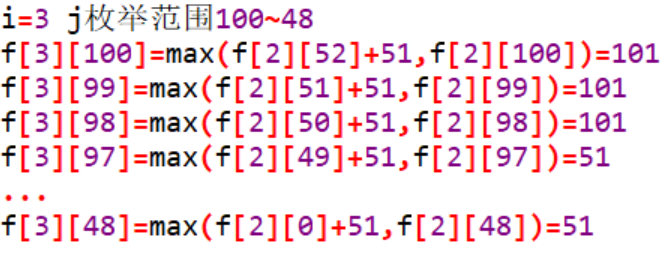 i=3 j枚举范围100~48
f[3][100]=max(f[2][52]+51,f[2][100])=101
f[3][99]=max(f[2][51]+51,f[2][99])=101
f[3][98]=max(f[2][50]+51,f[2][98])=101
f[3][97]=max(f[2][49]+51,f[2][97])=51
...
f[3][48]=max(f[2][0]+51,f[2][48])=51